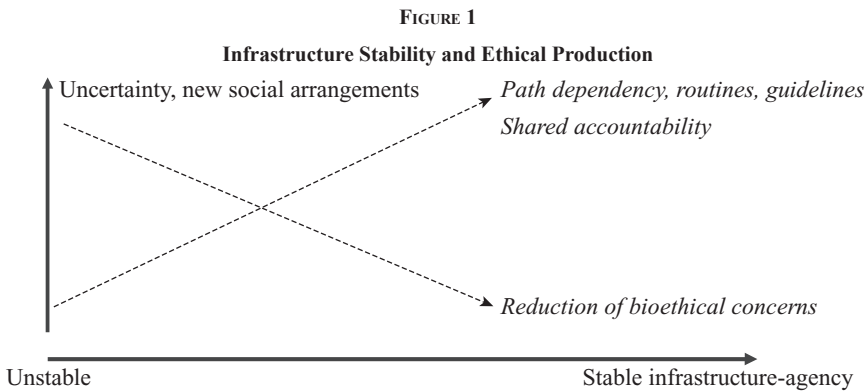 FIGURE 1
Infrastructure Stability and Ethical Production
Uncertainty, new social arrangements
Path dependency, routines, guidelines
Shared accountability
Reduction of bioethical concerns
Unstable
Stable infrastructure-agency